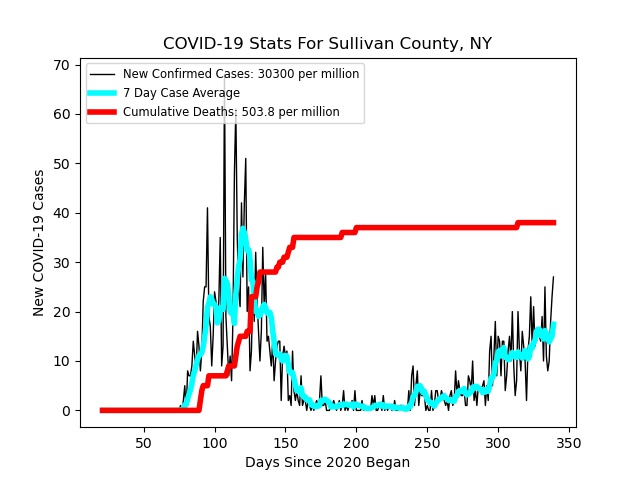 COVID-19 Stats For Sullivan County, NY
New Confirmed Cases: 30300 per million
7 Day Case Average
Cumulative Deaths: 503.8 per million
New COVID-19 Cases
70
60
50
40
30
20
10
0
50
100
150
200
250
300
350
Days Since 2020 Began